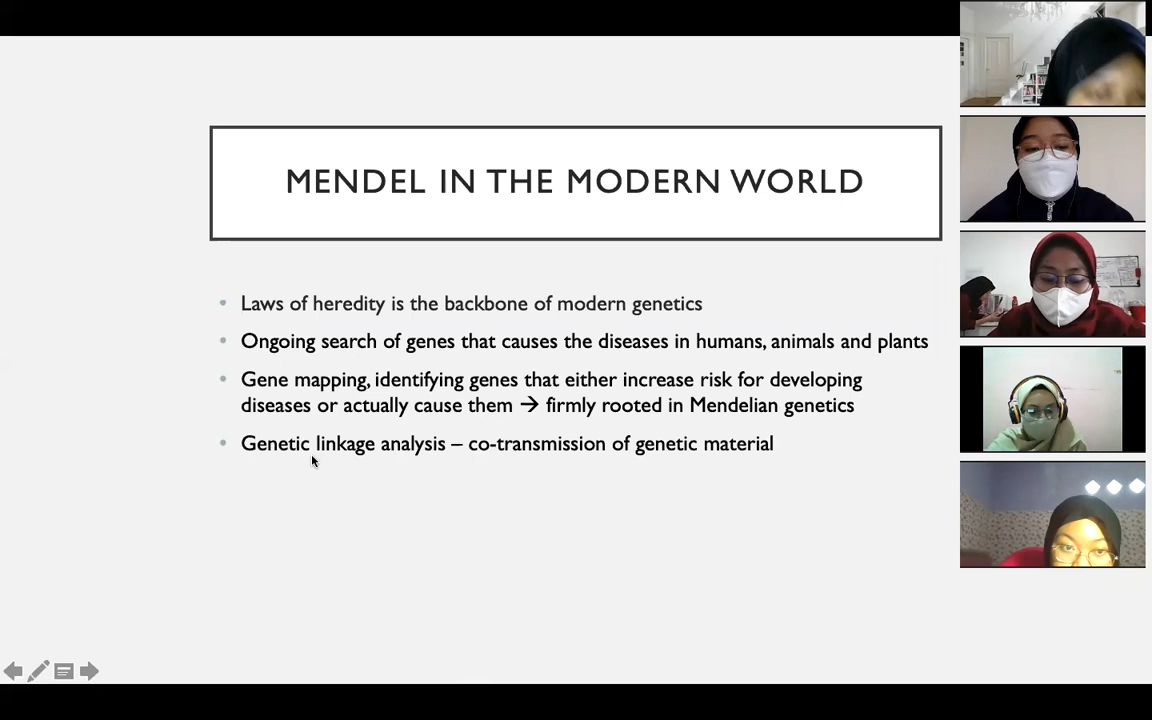 MENDEL IN THE MODERN WORLD
• Laws of heredity is the backbone of modern genetics
• Ongoing search of genes that causes the diseases in humans, animals and plants
• Gene mapping, identifying genes that either increase risk for developing
diseases or actually cause them → firmly rooted in Mendelian genetics
• Genetic linkage analysis – co-transmission of genetic material